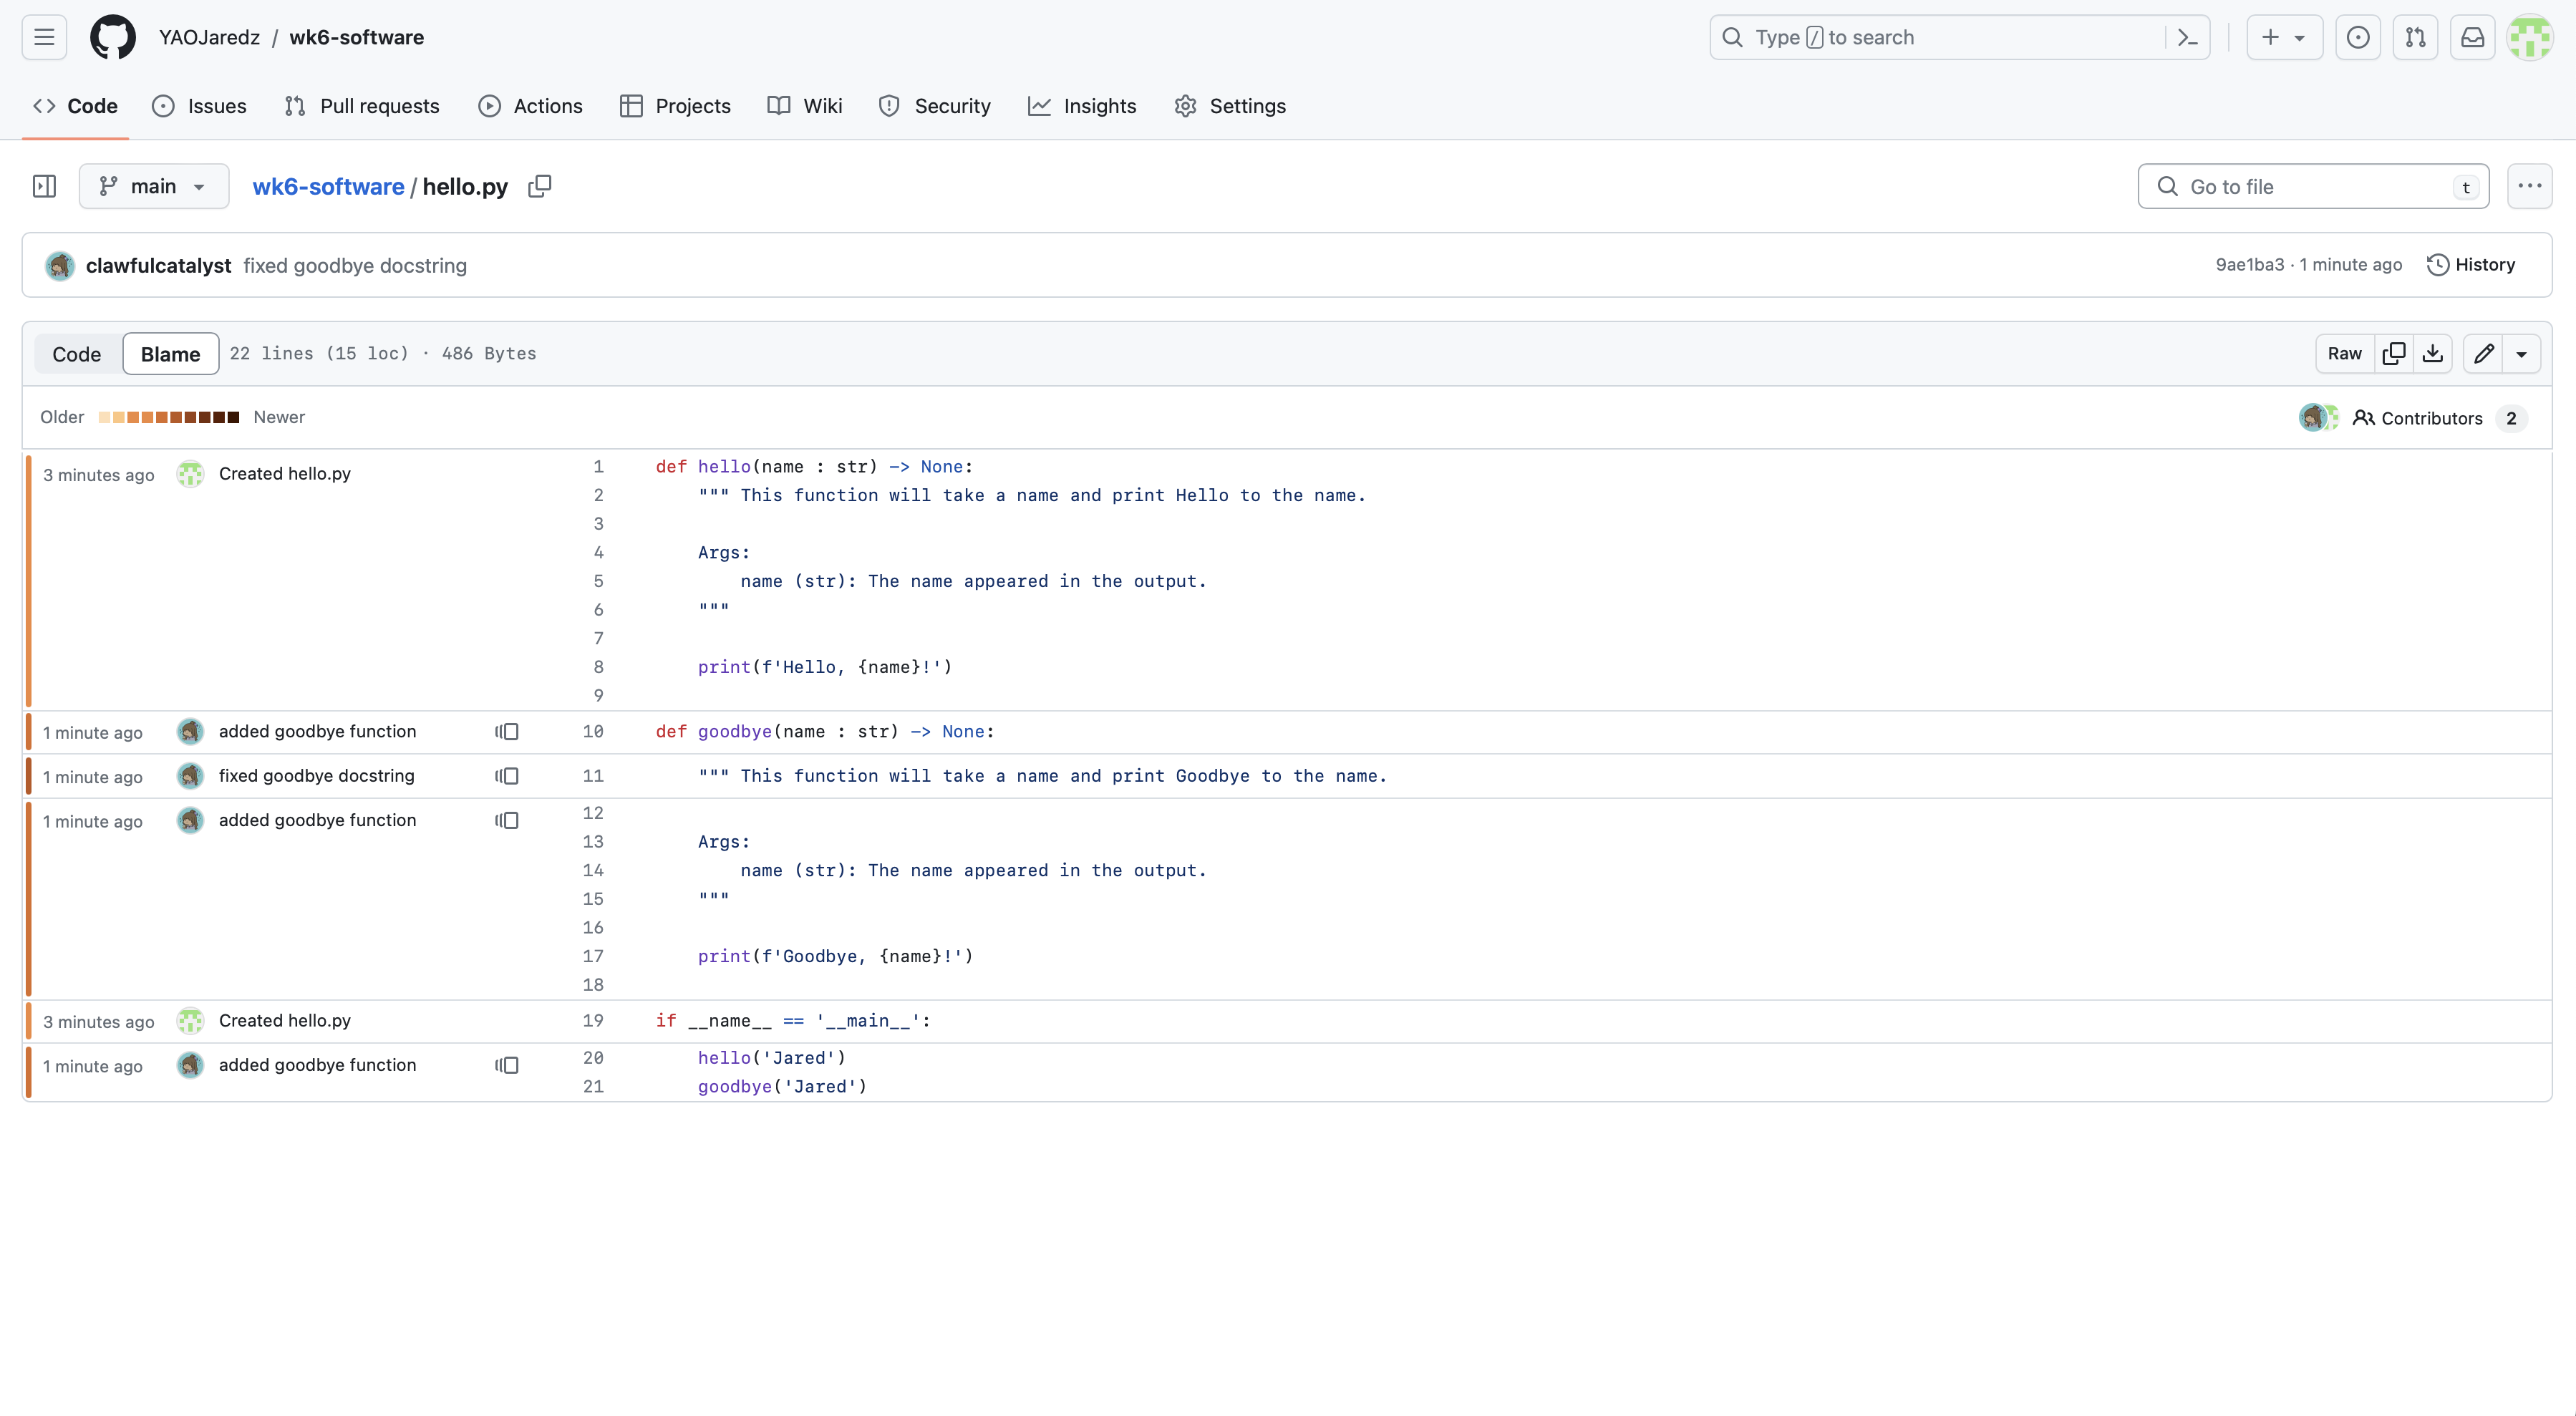 YAOJaredz / wk6-software
Type / to search
Code Issues Pull requests Actions Projects Wiki Security Insights Settings
main wk6-software / hello.py
Go to file t
clawfulcatalyst fixed goodbye docstring 9ae1ba3 · 1 minute ago History
Code Blame 22 lines (15 loc) · 486 Bytes Raw
Older Newer Contributors 2
3 minutes ago Created hello.py 1 def hello(name : str) -> None:
2     """ This function will take a name and print Hello to the name.
3
4     Args:
5         name (str): The name appeared in the output.
6     """
7
8     print(f'Hello, {name}!')
9
1 minute ago added goodbye function 10 def goodbye(name : str) -> None:
1 minute ago fixed goodbye docstring 11     """ This function will take a name and print Goodbye to the name.
1 minute ago added goodbye function 12
13     Args:
14         name (str): The name appeared in the output.
15     """
16
17     print(f'Goodbye, {name}!')
18
3 minutes ago Created hello.py 19 if __name__ == '__main__':
1 minute ago added goodbye function 20     hello('Jared')
21     goodbye('Jared')